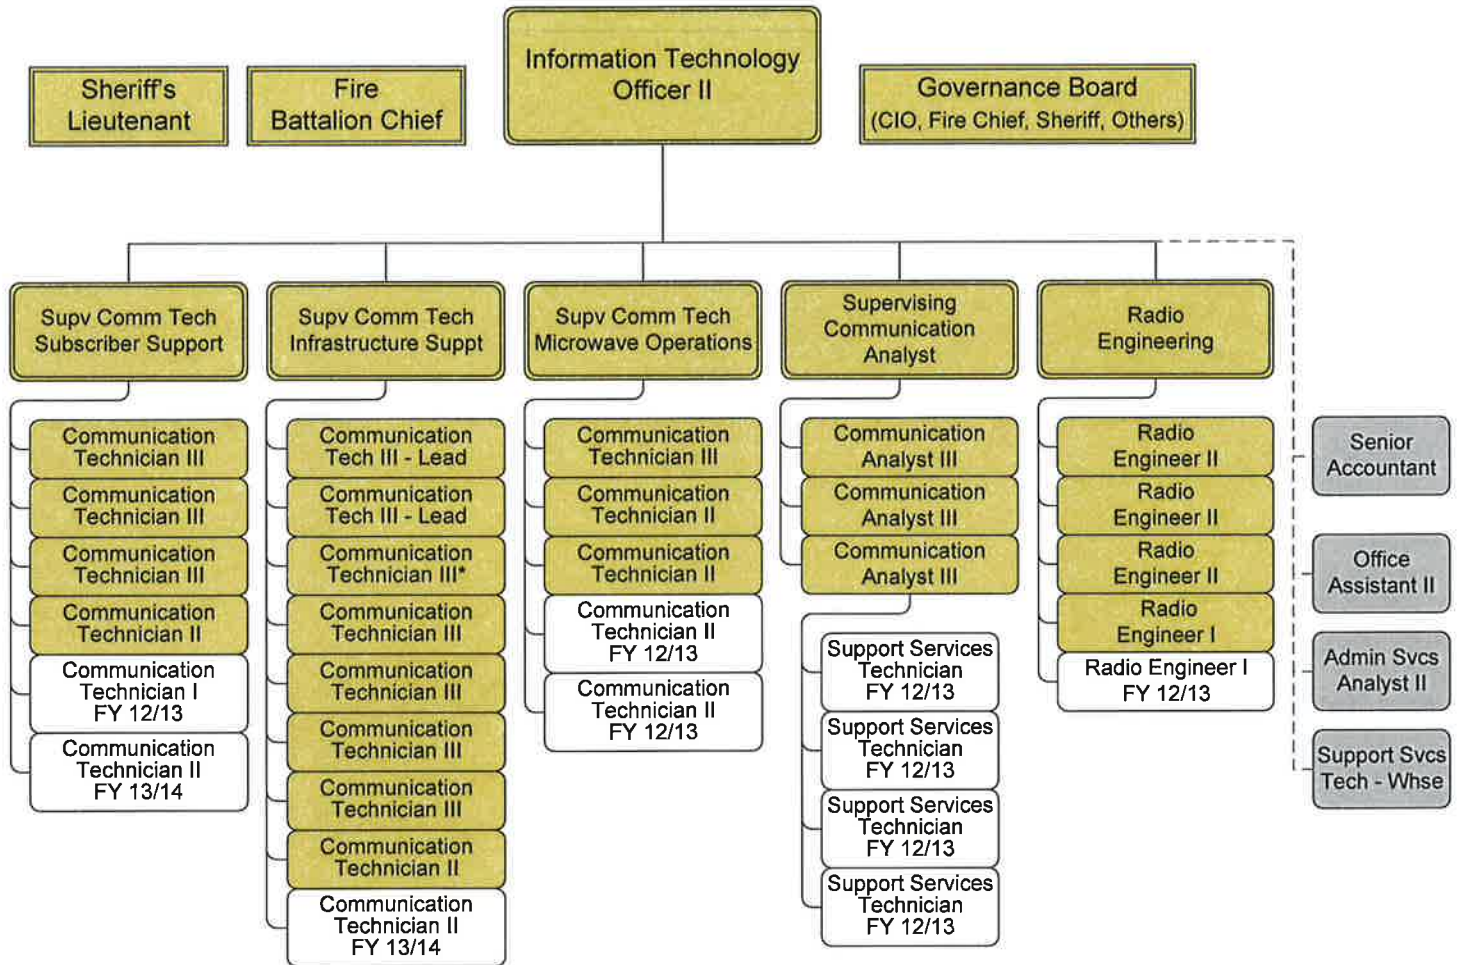 Information Technology
Officer II
Sheriff's
Lieutenant
Fire
Battalion Chief
Governance Board
(CIO, Fire Chief, Sheriff, Others)
Supv Comm Tech
Subscriber Support
Supv Comm Tech
Infrastructure Suppt
Supv Comm Tech
Microwave Operations
Supervising
Communication
Analyst
Radio
Engineering
Communication
Technician III
Communication
Technician III
Communication
Technician III
Communication
Technician II
Communication
Technician I
FY 12/13
Communication
Technician II
FY 13/14
Communication
Tech III - Lead
Communication
Tech III - Lead
Communication
Technician III*
Communication
Technician III
Communication
Technician III
Communication
Technician III
Communication
Technician III
Communication
Technician II
Communication
Technician II
FY 13/14
Communication
Technician III
Communication
Technician II
Communication
Technician II
Communication
Technician II
FY 12/13
Communication
Technician II
FY 12/13
Communication
Analyst III
Communication
Analyst III
Communication
Analyst III
Support Services
Technician
FY 12/13
Support Services
Technician
FY 12/13
Support Services
Technician
FY 12/13
Support Services
Technician
FY 12/13
Radio
Engineer II
Radio
Engineer II
Radio
Engineer II
Radio
Engineer I
Radio Engineer I
FY 12/13
Senior
Accountant
Office
Assistant II
Admin Svcs
Analyst II
Support Svcs
Tech - Whse